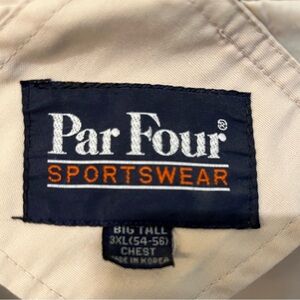 Par Four®
SPORTSWEAR
BIG TALL
3XL(54-56)
CHEST
MADE IN KOREA